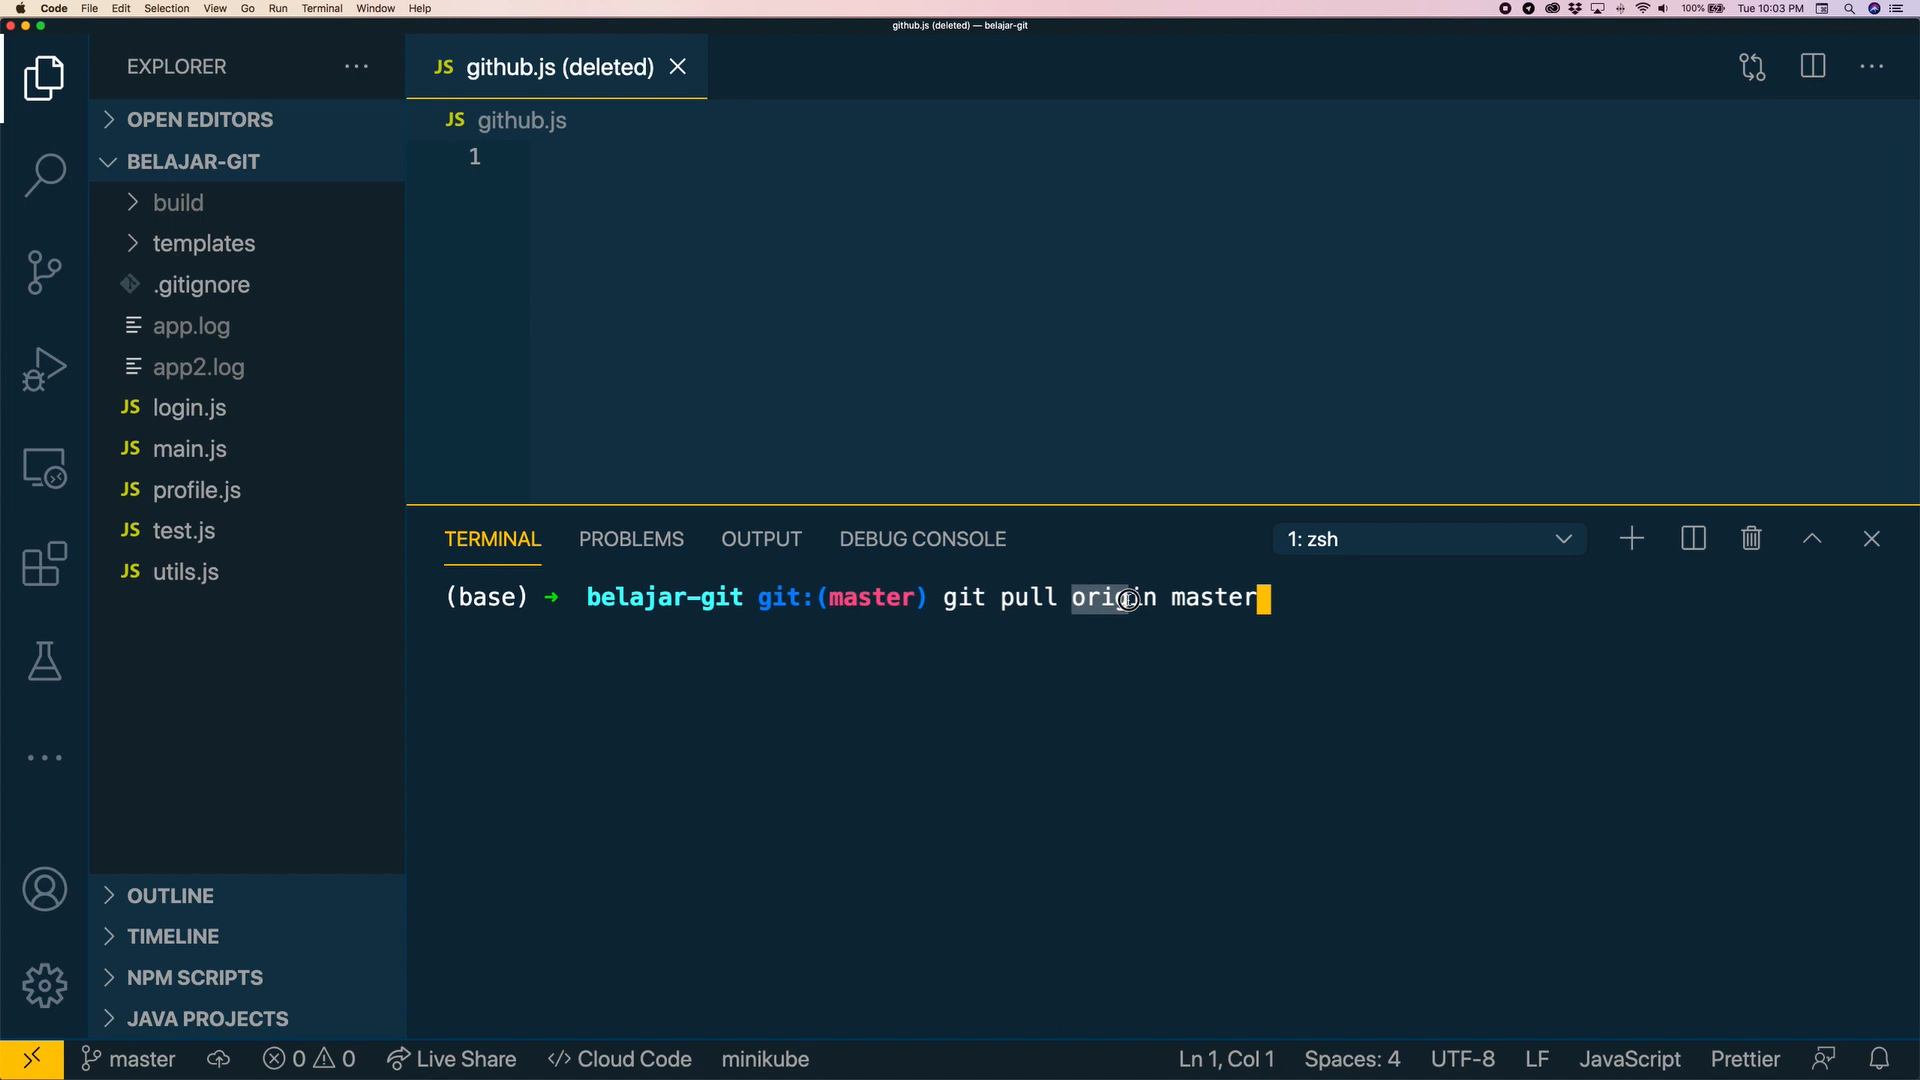 Code File Edit Selection View Go Run Terminal Window Help 100% Tue 10:03 PM
github.js (deleted) — belajar-git
EXPLORER
JS github.js (deleted)
OPEN EDITORS
JS github.js
BELAJAR-GIT
1
build
templates
.gitignore
app.log
app2.log
JS login.js
JS main.js
JS profile.js
JS test.js
JS utils.js
TERMINAL PROBLEMS OUTPUT DEBUG CONSOLE 1: zsh
(base) ➜ belajar-git git:(master) git pull origin master
OUTLINE
TIMELINE
NPM SCRIPTS
JAVA PROJECTS
master 0 0 Live Share Cloud Code minikube Ln 1, Col 1 Spaces: 4 UTF-8 LF JavaScript Prettier